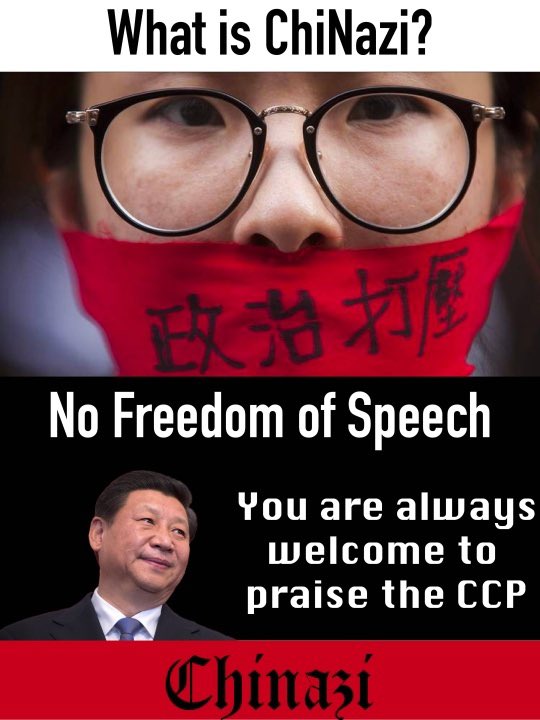 What is ChiNazi?
政治打壓
No Freedom of Speech
You are always
welcome to
praise the CCP
Chinazi